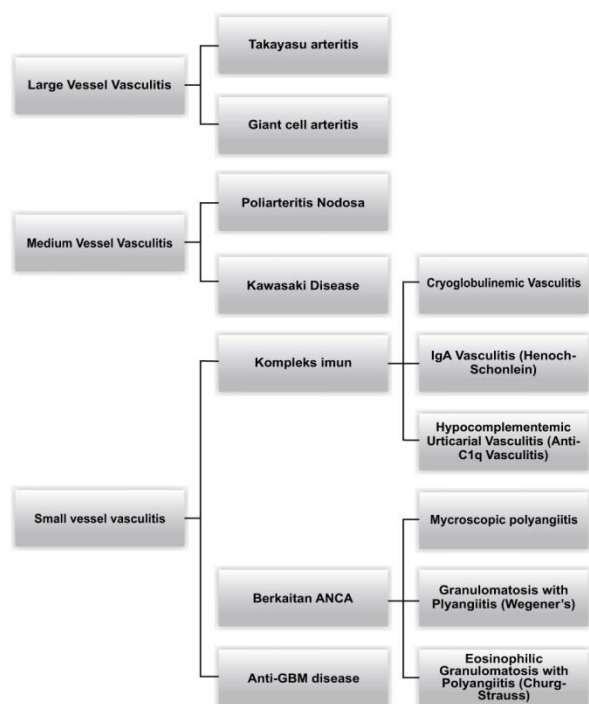 Takayasu arteritis
Large Vessel Vasculitis
Giant cell arteritis
Poliarteritis Nodosa
Medium Vessel Vasculitis
Kawasaki Disease
Cryoglobulinemic Vasculitis
Kompleks imun
IgA Vasculitis (Henoch-
Schonlein)
Hypocomplementemic
Urticarial Vasculitis (Anti-
C1q Vasculitis)
Small vessel vasculitis
Mycroscopic polyangiitis
Berkaitan ANCA
Granulomatosis with
Plyangiitis (Wegener's)
Anti-GBM disease
Eosinophilic
Granulomatosis with
Polyangiitis (Churg-
Strauss)